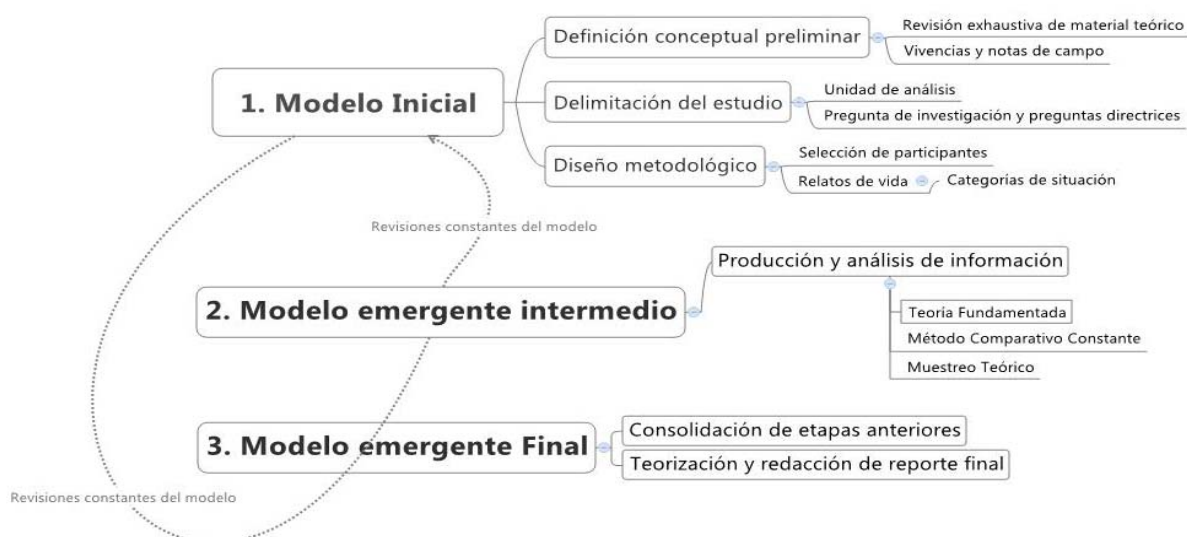 1. Modelo Inicial
Definición conceptual preliminar
Revisión exhaustiva de material teórico
Vivencias y notas de campo
Delimitación del estudio
Unidad de análisis
Pregunta de investigación y preguntas directrices
Diseño metodológico
Selección de participantes
Relatos de vida
Categorías de situación
Revisiones constantes del modelo
2. Modelo emergente intermedio
Producción y análisis de información
Teoría Fundamentada
Método Comparativo Constante
Muestreo Teórico
3. Modelo emergente Final
Consolidación de etapas anteriores
Teorización y redacción de reporte final
Revisiones constantes del modelo